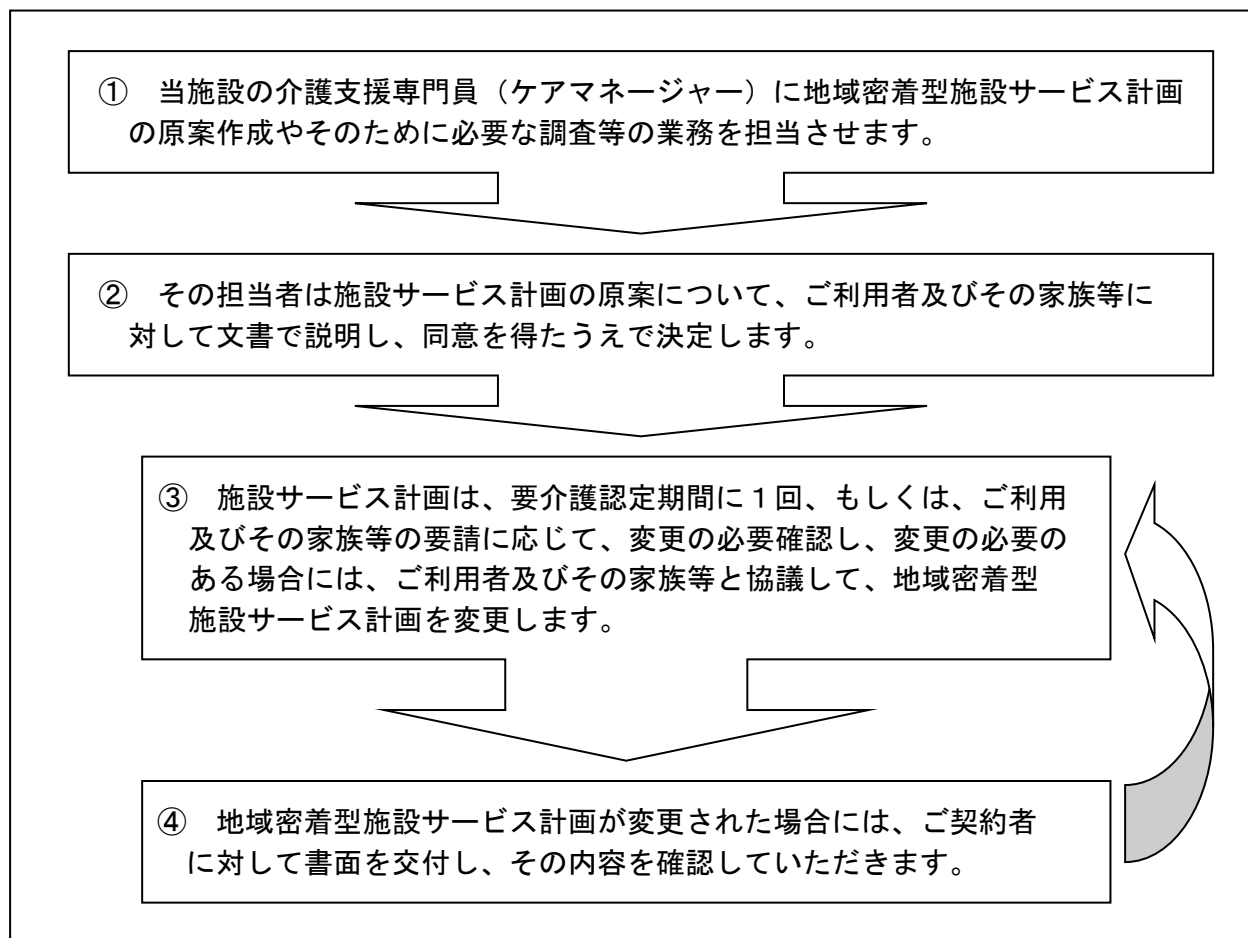 ① 当施設の介護支援専門員（ケアマネージャー）に地域密着型施設サービス計画
の原案作成やそのために必要な調査等の業務を担当させます。
② その担当者は施設サービス計画の原案について、ご利用者及びその家族等に
対して文書で説明し、同意を得たうえで決定します。
③ 施設サービス計画は、要介護認定期間に１回、もしくは、ご利用
及びその家族等の要請に応じて、変更の必要確認し、変更の必要の
ある場合には、ご利用者及びその家族等と協議して、地域密着型
施設サービス計画を変更します。
④ 地域密着型施設サービス計画が変更された場合には、ご契約者
に対して書面を交付し、その内容を確認していただきます。